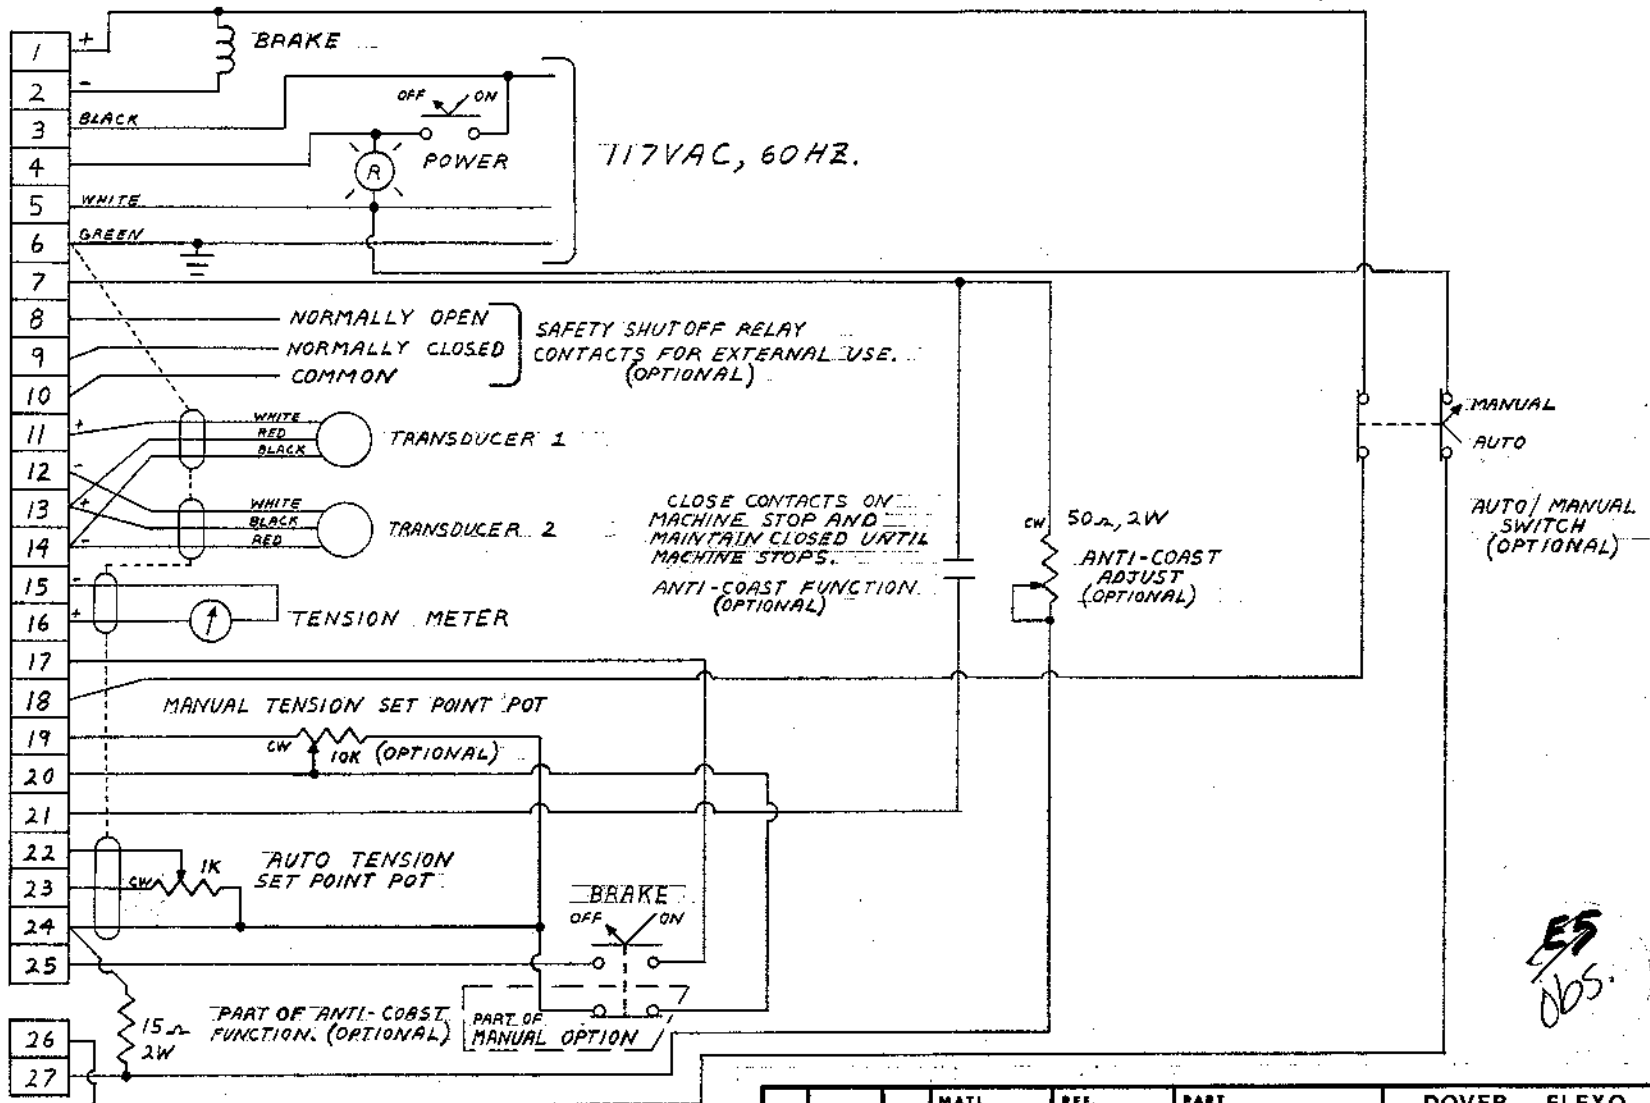 1 +
BRAKE
2 -
3 BLACK
OFF ON
4
POWER
R
117VAC, 60HZ.
5 WHITE
6 GREEN
7
8 NORMALLY OPEN
9 NORMALLY CLOSED
10 COMMON
SAFETY SHUTOFF RELAY
CONTACTS FOR EXTERNAL USE.
(OPTIONAL)
MANUAL
AUTO
AUTO/MANUAL
SWITCH
(OPTIONAL)
11 +
WHITE
RED
BLACK
TRANSDUCER 1
12 -
13 +
14 -
WHITE
BLACK
RED
TRANSDUCER 2
CLOSE CONTACTS ON
MACHINE STOP AND
MAINTAIN CLOSED UNTIL
MACHINE STOPS.
ANTI-COAST FUNCTION.
(OPTIONAL)
CW 50Ω, 2W
ANTI-COAST
ADJUST
(OPTIONAL)
15 -
16 +
TENSION METER
17
18
MANUAL TENSION SET POINT POT
19
CW 10K (OPTIONAL)
20
21
22
23 CW 1K
AUTO TENSION
SET POINT POT
24
25
BRAKE
OFF ON
15Ω
2W
PART OF ANTI-COAST
FUNCTION. (OPTIONAL)
PART OF
MANUAL OPTION
26
27
E5
Obs.
MATL REF. PART DOVER FLEXO